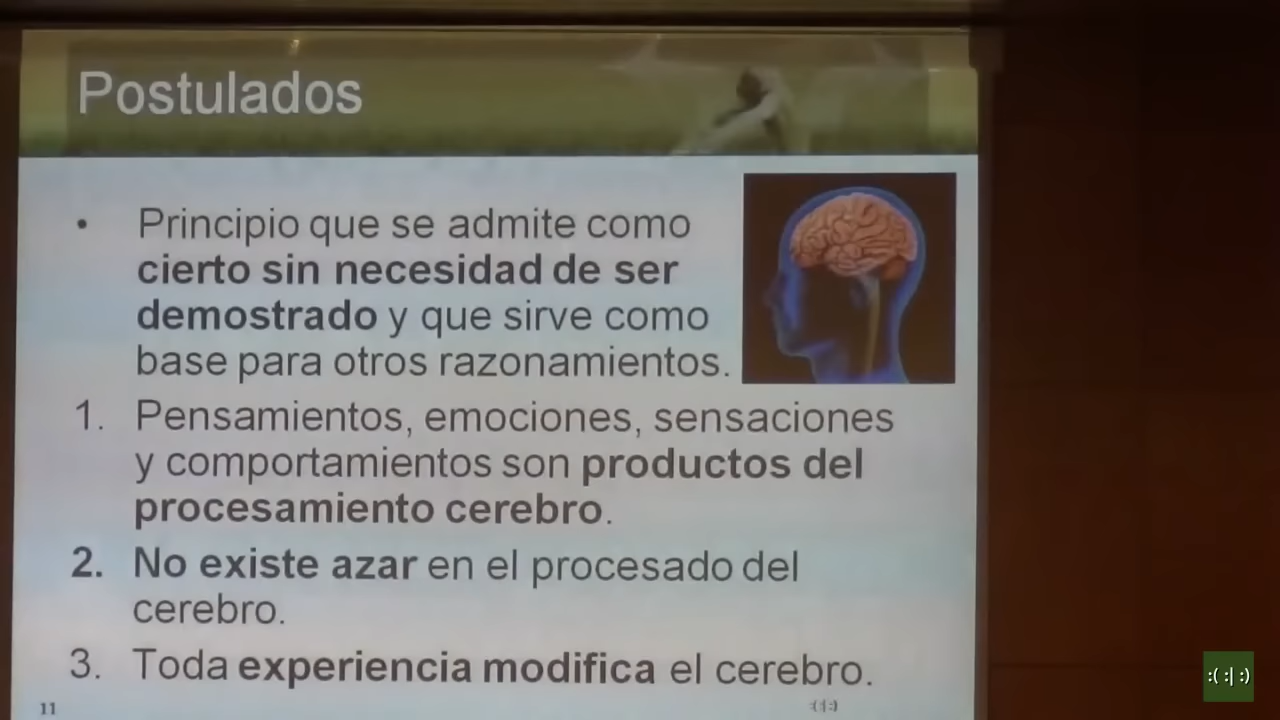 Postulados
• Principio que se admite como
cierto sin necesidad de ser
demostrado y que sirve como
base para otros razonamientos.
1. Pensamientos, emociones, sensaciones
y comportamientos son productos del
procesamiento cerebro.
2. No existe azar en el procesado del
cerebro.
3. Toda experiencia modifica el cerebro.
11
:(:|:)
:(:|:)